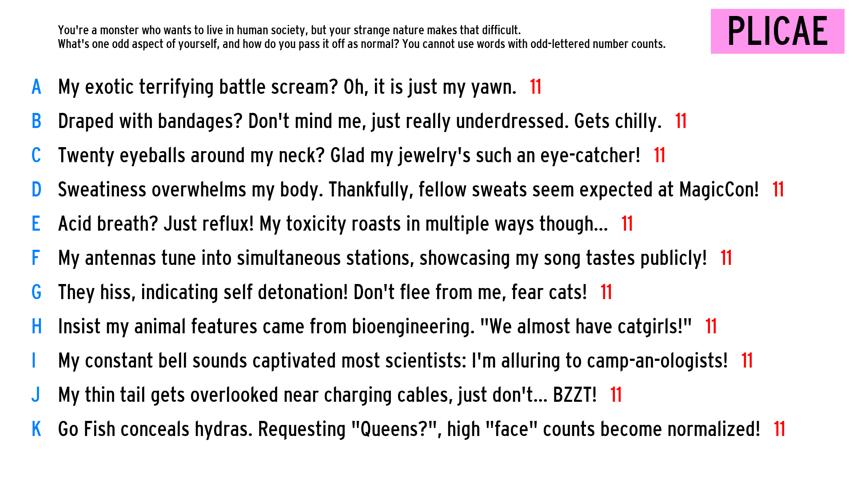 You're a monster who wants to live in human society, but your strange nature makes that difficult.
What's one odd aspect of yourself, and how do you pass it off as normal? You cannot use words with odd-lettered number counts.
PLICAE
A My exotic terrifying battle scream? Oh, it is just my yawn. 11
B Draped with bandages? Don't mind me, just really underdressed. Gets chilly. 11
C Twenty eyeballs around my neck? Glad my jewelry's such an eye-catcher! 11
D Sweatiness overwhelms my body. Thankfully, fellow sweats seem expected at MagicCon! 11
E Acid breath? Just reflux! My toxicity roasts in multiple ways though... 11
F My antennas tune into simultaneous stations, showcasing my song tastes publicly! 11
G They hiss, indicating self detonation! Don't flee from me, fear cats! 11
H Insist my animal features came from bioengineering. "We almost have catgirls!" 11
I My constant bell sounds captivated most scientists: I'm alluring to camp-an-ologists! 11
J My thin tail gets overlooked near charging cables, just don't... BZZT! 11
K Go Fish conceals hydras. Requesting "Queens?", high "face" counts become normalized! 11